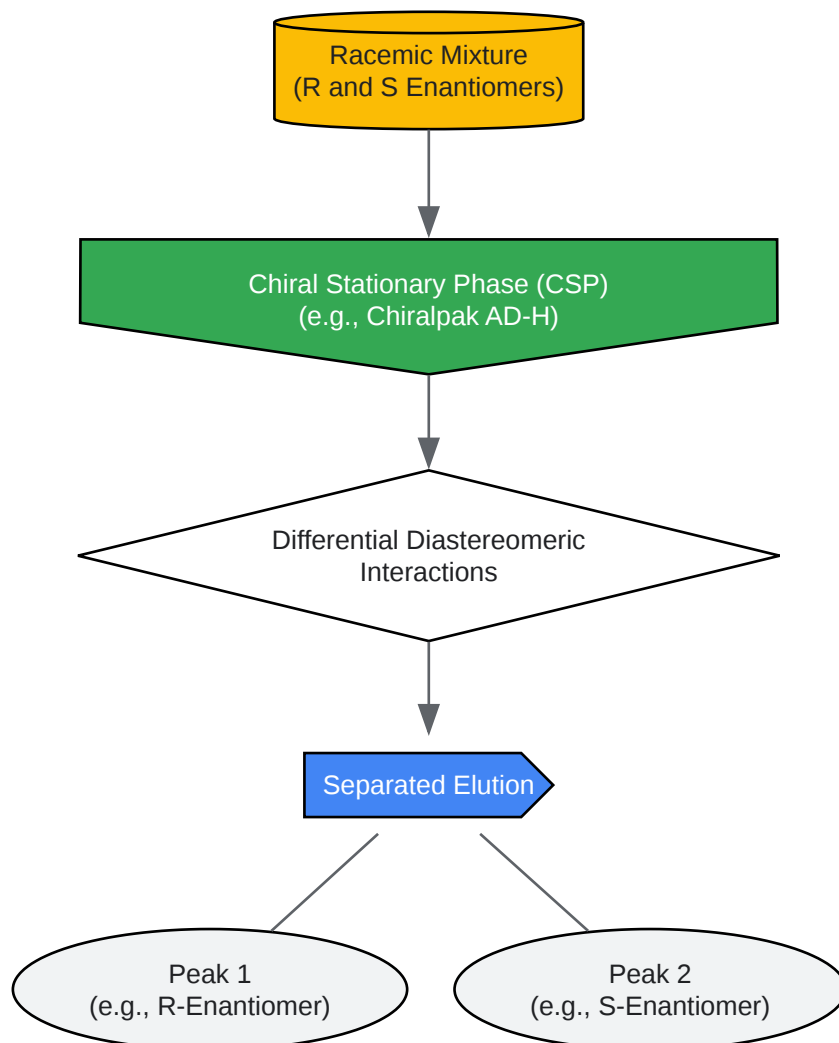 Racemic Mixture
(R and S Enantiomers)
Chiral Stationary Phase (CSP)
(e.g., Chiralpak AD-H)
Differential Diastereomeric
Interactions
Separated Elution
Peak 1
(e.g., R-Enantiomer)
Peak 2
(e.g., S-Enantiomer)